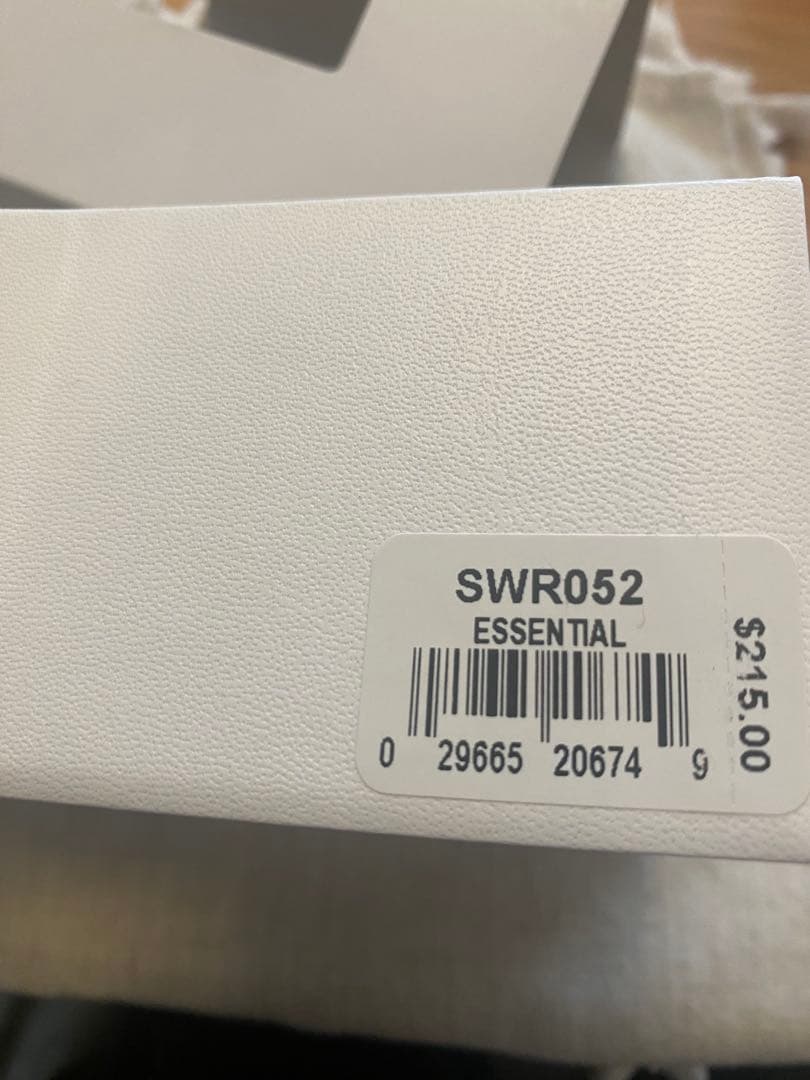 SWR052
ESSENTIAL
0 29665 20674 9
$215.00